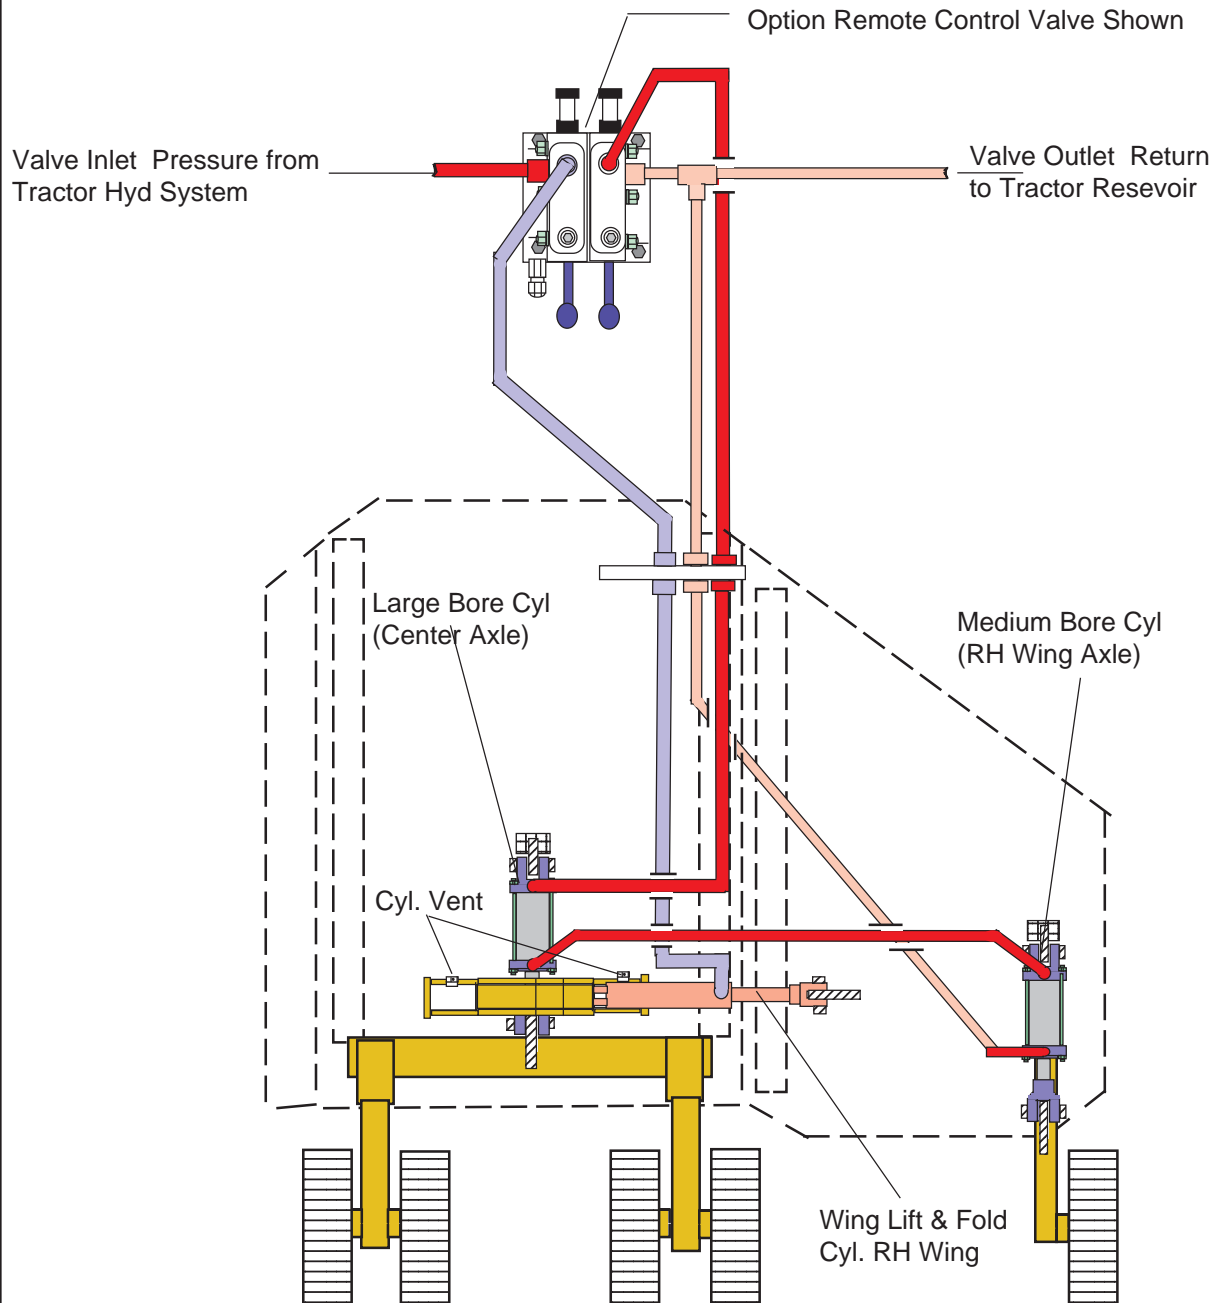 Option Remote Control Valve Shown
Valve Inlet  Pressure from
Tractor Hyd System
Valve Outlet  Return
to Tractor Resevoir
Large Bore Cyl
(Center Axle)
Medium Bore Cyl
(RH Wing Axle)
Cyl. Vent
Wing Lift & Fold
Cyl. RH Wing